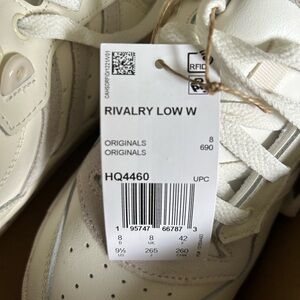 RFID
RIVALRY LOW W
ORIGINALS 8
ORIGINALS 690
HQ4460 UPC
1 95747 66787 3
8 8 42
9½ 265 260